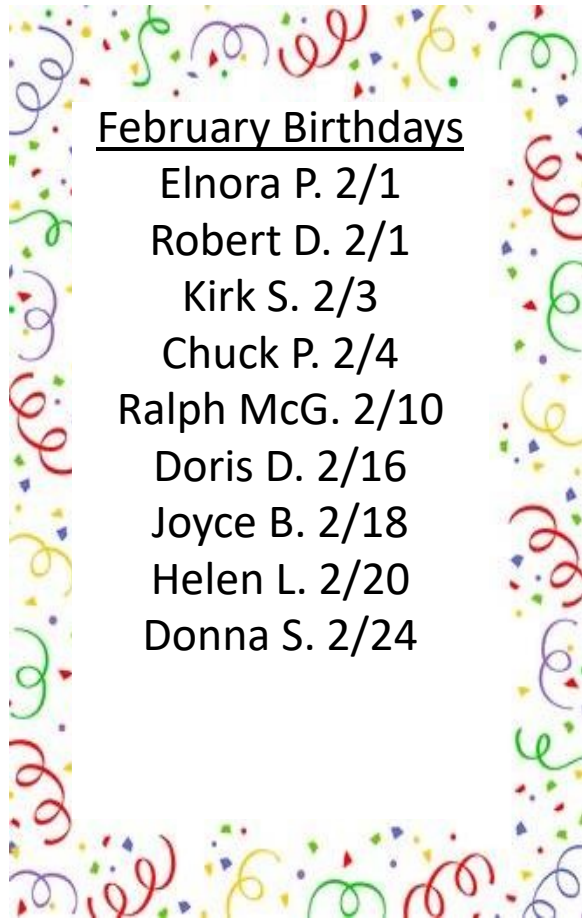 February Birthdays
Elnora P. 2/1
Robert D. 2/1
Kirk S. 2/3
Chuck P. 2/4
Ralph McG. 2/10
Doris D. 2/16
Joyce B. 2/18
Helen L. 2/20
Donna S. 2/24